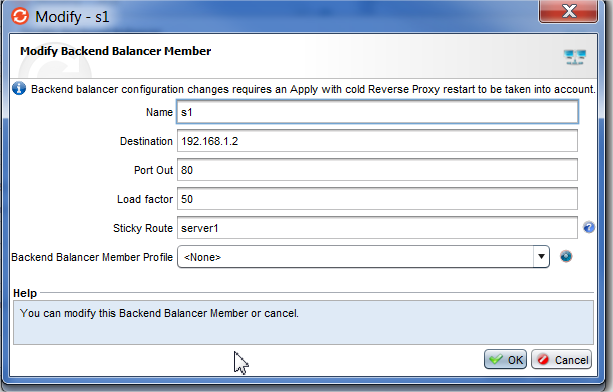 Modify - s1
Modify Backend Balancer Member
Backend balancer configuration changes requires an Apply with cold Reverse Proxy restart to be taken into account.
Name s1
Destination 192.168.1.2
Port Out 80
Load factor 50
Sticky Route server1
Backend Balancer Member Profile <None>
Help
You can modify this Backend Balancer Member or cancel.
OK Cancel